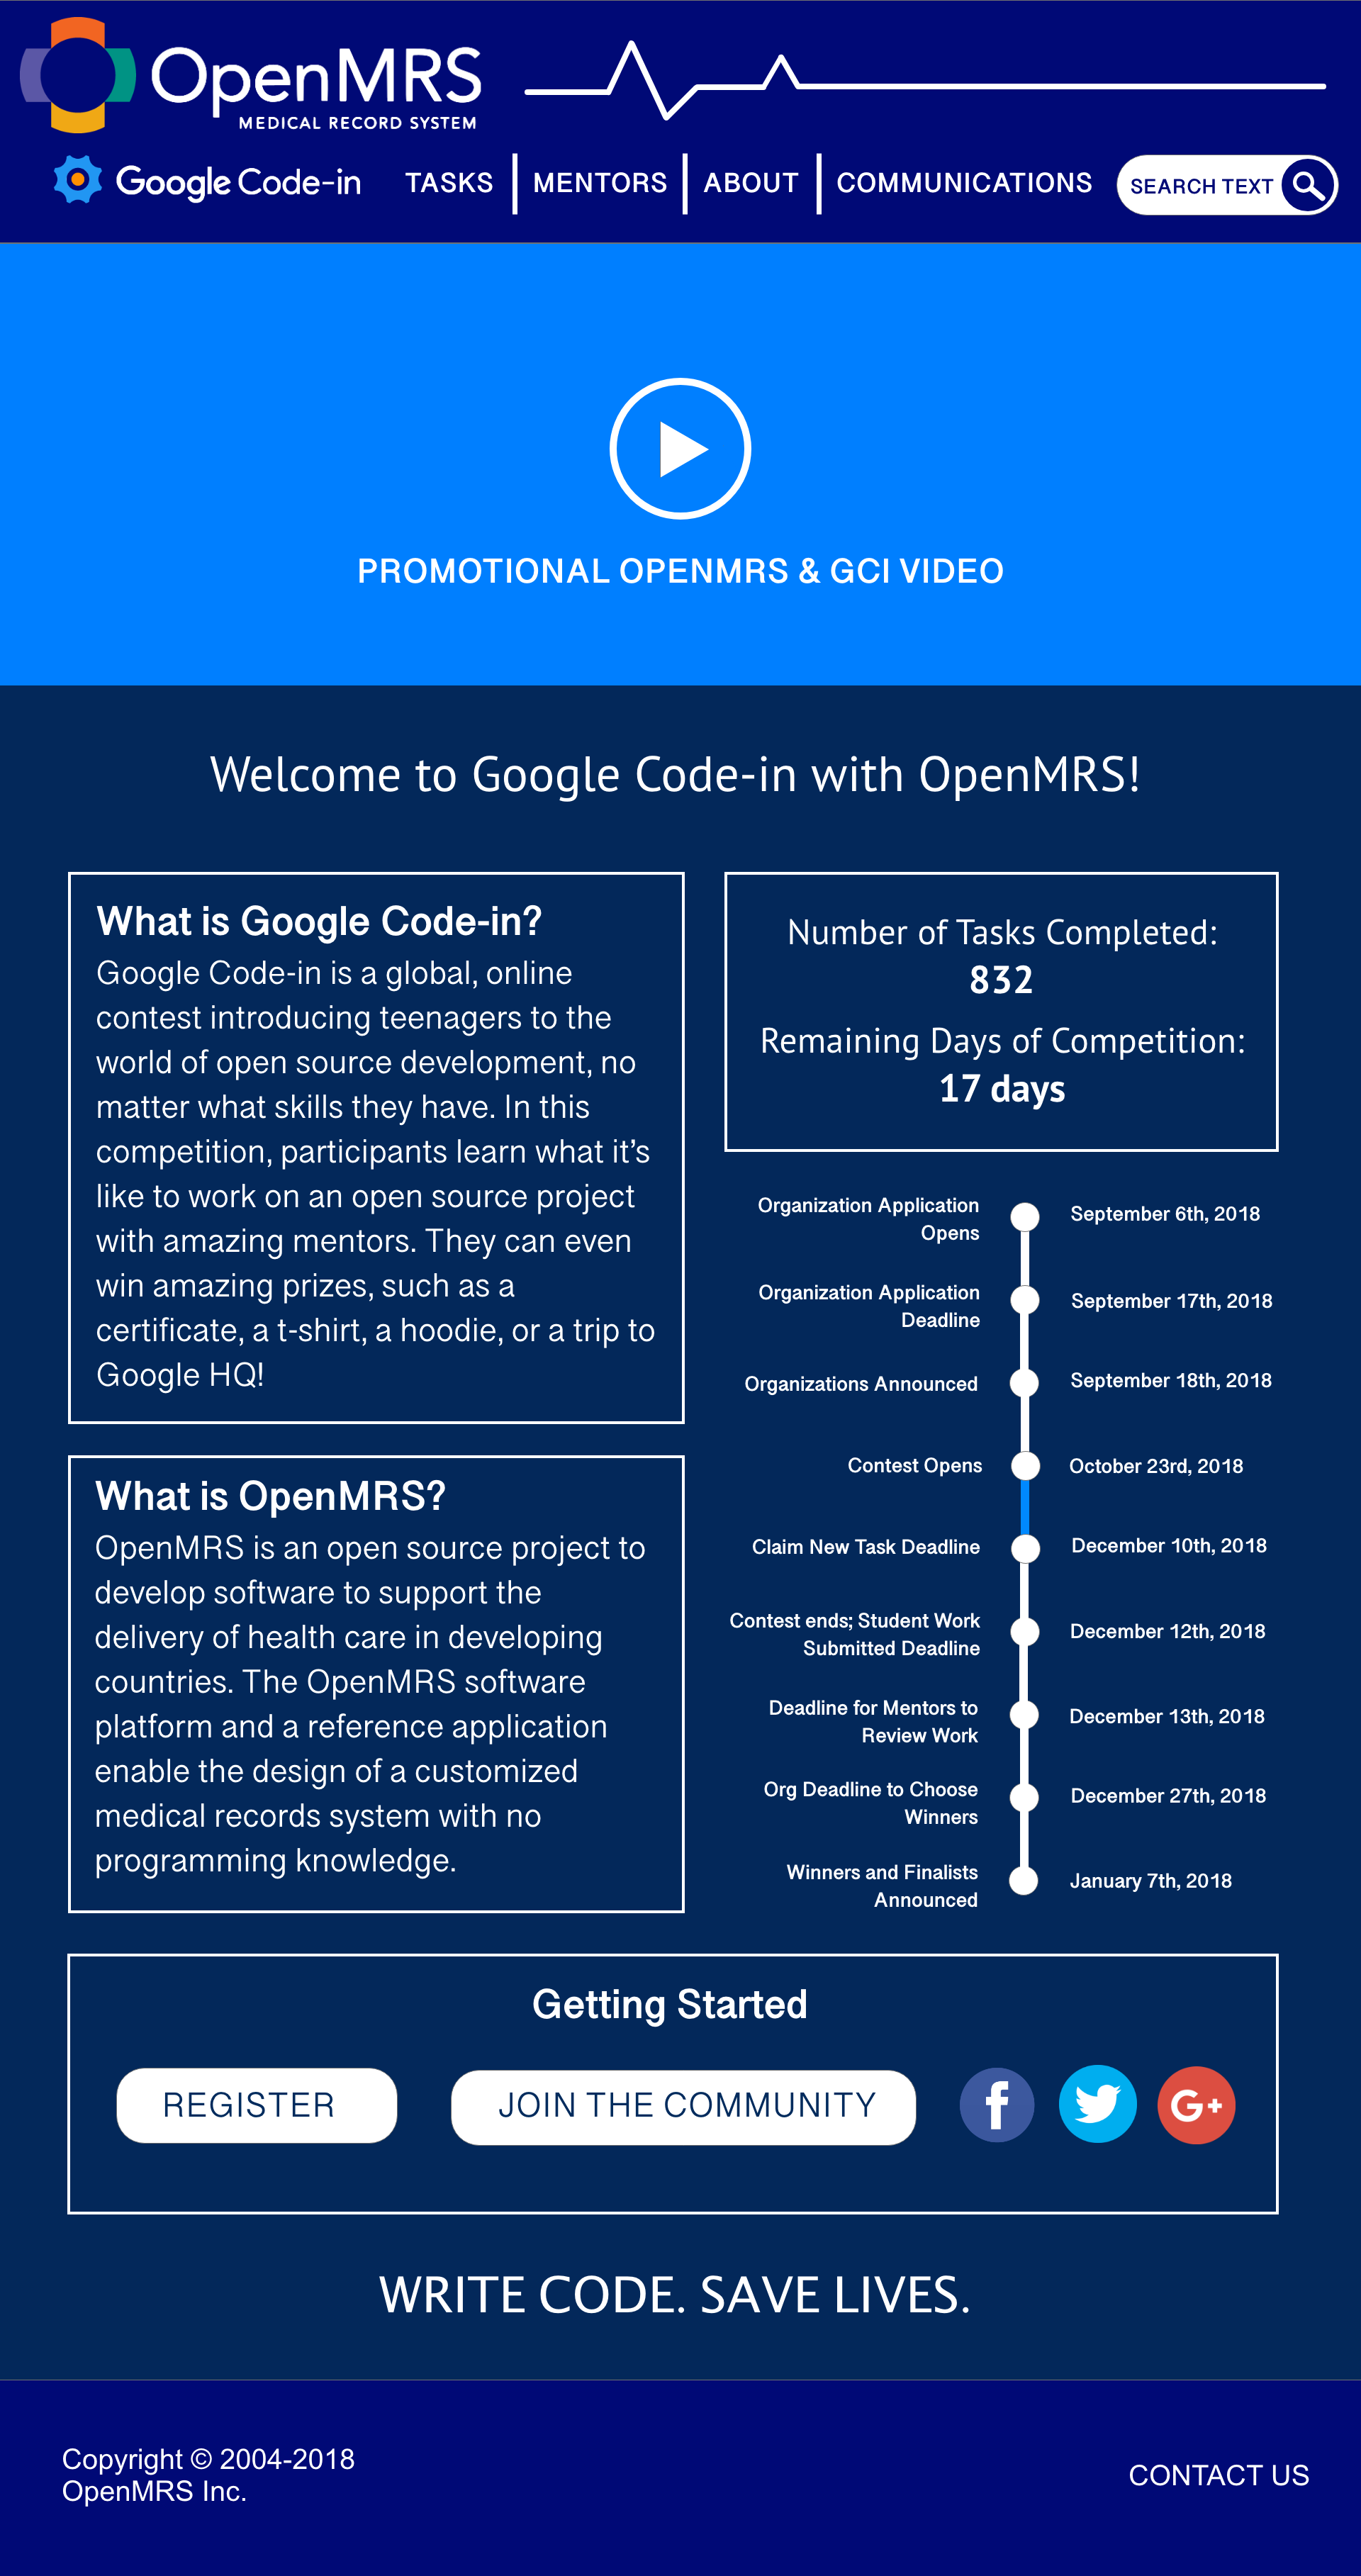 OpenMRS
MEDICAL RECORD SYSTEM
Google Code-in
TASKS
MENTORS
ABOUT
COMMUNICATIONS
SEARCH TEXT
PROMOTIONAL OPENMRS & GCI VIDEO
Welcome to Google Code-in with OpenMRS!
What is Google Code-in?
Google Code-in is a global, online
contest introducing teenagers to the
world of open source development, no
matter what skills they have. In this
competition, participants learn what it’s
like to work on an open source project
with amazing mentors. They can even
win amazing prizes, such as a
certificate, a t-shirt, a hoodie, or a trip to
Google HQ!
What is OpenMRS?
OpenMRS is an open source project to
develop software to support the
delivery of health care in developing
countries. The OpenMRS software
platform and a reference application
enable the design of a customized
medical records system with no
programming knowledge.
Number of Tasks Completed:
832
Remaining Days of Competition:
17 days
Organization Application
Opens
September 6th, 2018
Organization Application
Deadline
September 17th, 2018
Organizations Announced
September 18th, 2018
Contest Opens
October 23rd, 2018
Claim New Task Deadline
December 10th, 2018
Contest ends; Student Work
Submitted Deadline
December 12th, 2018
Deadline for Mentors to
Review Work
December 13th, 2018
Org Deadline to Choose
Winners
December 27th, 2018
Winners and Finalists
Announced
January 7th, 2018
Getting Started
REGISTER
JOIN THE COMMUNITY
f
G+
WRITE CODE. SAVE LIVES.
Copyright © 2004-2018
OpenMRS Inc.
CONTACT US